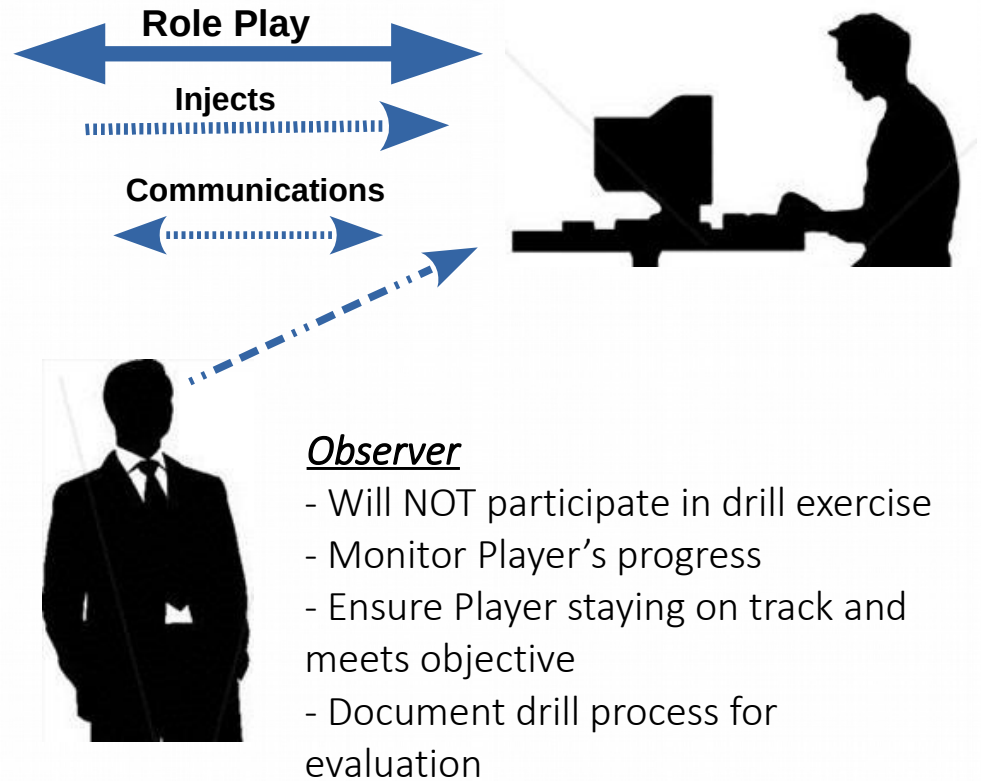 Role Play
Injects
Communications
Observer
- Will NOT participate in drill exercise
- Monitor Player’s progress
- Ensure Player staying on track and
meets objective
- Document drill process for
evaluation